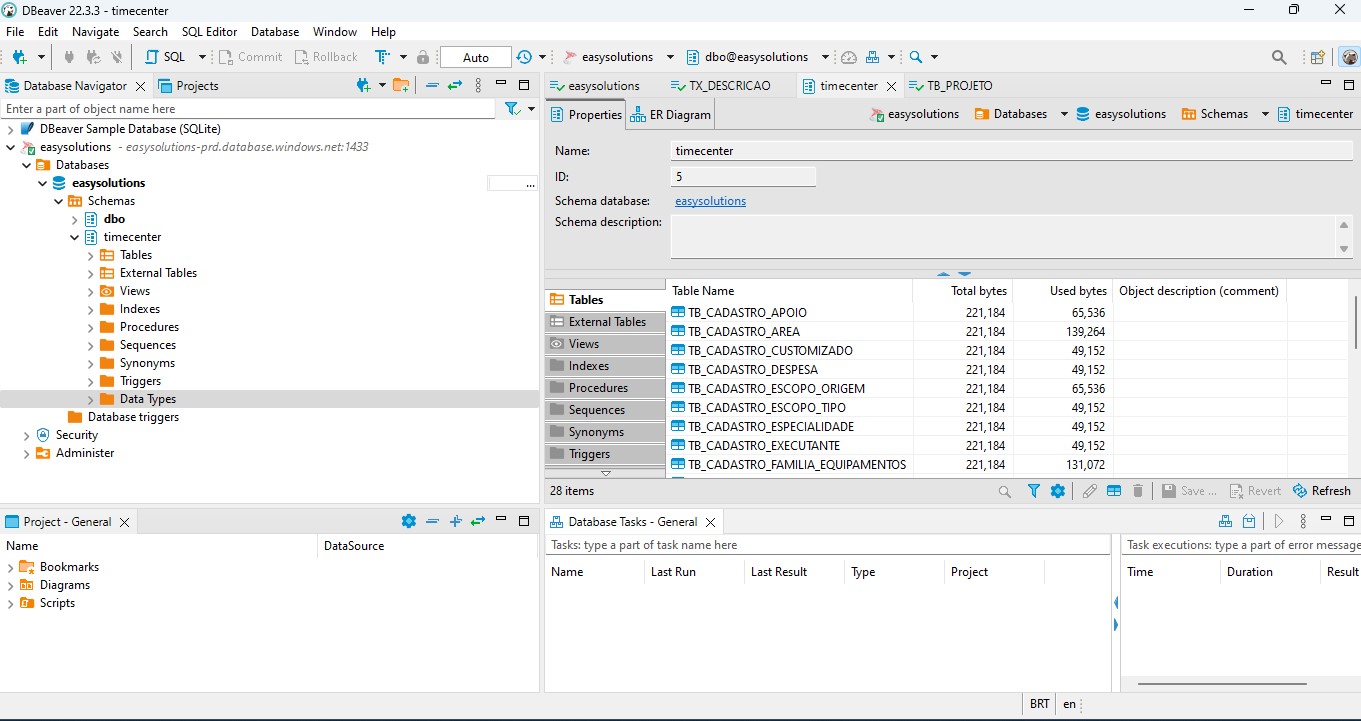 DBeaver 22.3.3 - timecenter
File Edit Navigate Search SQL Editor Database Window Help
SQL Commit Rollback Auto easysolutions dbo@easysolutions
Database Navigator Projects
Enter a part of object name here
DBeaver Sample Database (SQLite)
easysolutions - easysolutions-prd.database.windows.net:1433
Databases
easysolutions ...
Schemas
dbo
timecenter
Tables
External Tables
Views
Indexes
Procedures
Sequences
Synonyms
Triggers
Data Types
Database triggers
Security
Administer
easysolutions TX_DESCRICAO timecenter TB_PROJETO
Properties ER Diagram easysolutions Databases easysolutions Schemas timecenter
Name: timecenter
ID: 5
Schema database: easysolutions
Schema description:
Tables
External Tables
Views
Indexes
Procedures
Sequences
Synonyms
Triggers
Table Name Total bytes Used bytes Object description (comment)
TB_CADASTRO_APOIO 221,184 65,536
TB_CADASTRO_AREA 221,184 139,264
TB_CADASTRO_CUSTOMIZADO 221,184 49,152
TB_CADASTRO_DESPESA 221,184 49,152
TB_CADASTRO_ESCOPO_ORIGEM 221,184 65,536
TB_CADASTRO_ESCOPO_TIPO 221,184 49,152
TB_CADASTRO_ESPECIALIDADE 221,184 49,152
TB_CADASTRO_EXECUTANTE 221,184 49,152
TB_CADASTRO_FAMILIA_EQUIPAMENTOS 221,184 131,072
28 items Save ... Revert Refresh
Project - General
Name DataSource
Bookmarks
Diagrams
Scripts
Database Tasks - General
Tasks: type a part of task name here
Name Last Run Last Result Type Project
Task executions: type a part of error message
Time Duration Result
BRT en